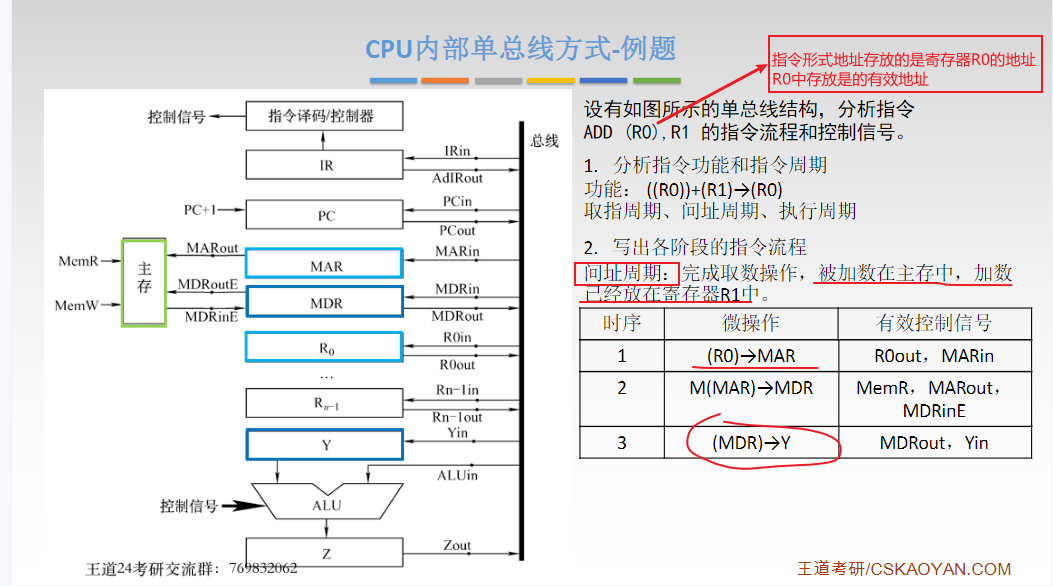 CPU内部单总线方式-例题
指令形式地址存放的是寄存器R0的地址
R0中存放是的有效地址
设有如图所示的单总线结构，分析指令
ADD (R0),R1 的指令流程和控制信号。
1. 分析指令功能和指令周期
功能： ((R0))+(R1)→(R0)
取指周期、间址周期、执行周期
2. 写出各阶段的指令流程
间址周期：完成取数操作，被加数在主存中，加数
已经放在寄存器R1中。
时序 微操作 有效控制信号
1 (R0)→MAR R0out，MARin
2 M(MAR)→MDR MemR，MARout，
MDRinE
3 (MDR)→Y MDRout，Yin
控制信号 指令译码/控制器
总线
IR IRin
AdIRout
PC+1 PC PCin
PCout
MemR 主存 MARout MAR MARin
MDRoutE MDR MDRin
MemW MDRinE MDRout
R0 R0in
R0out
…
Rn−1 Rn-1in
Rn-1out
Y Yin
ALUin
控制信号 ALU
Z Zout
王道24考研交流群：769832062
王道考研/CSKAOYAN.COM